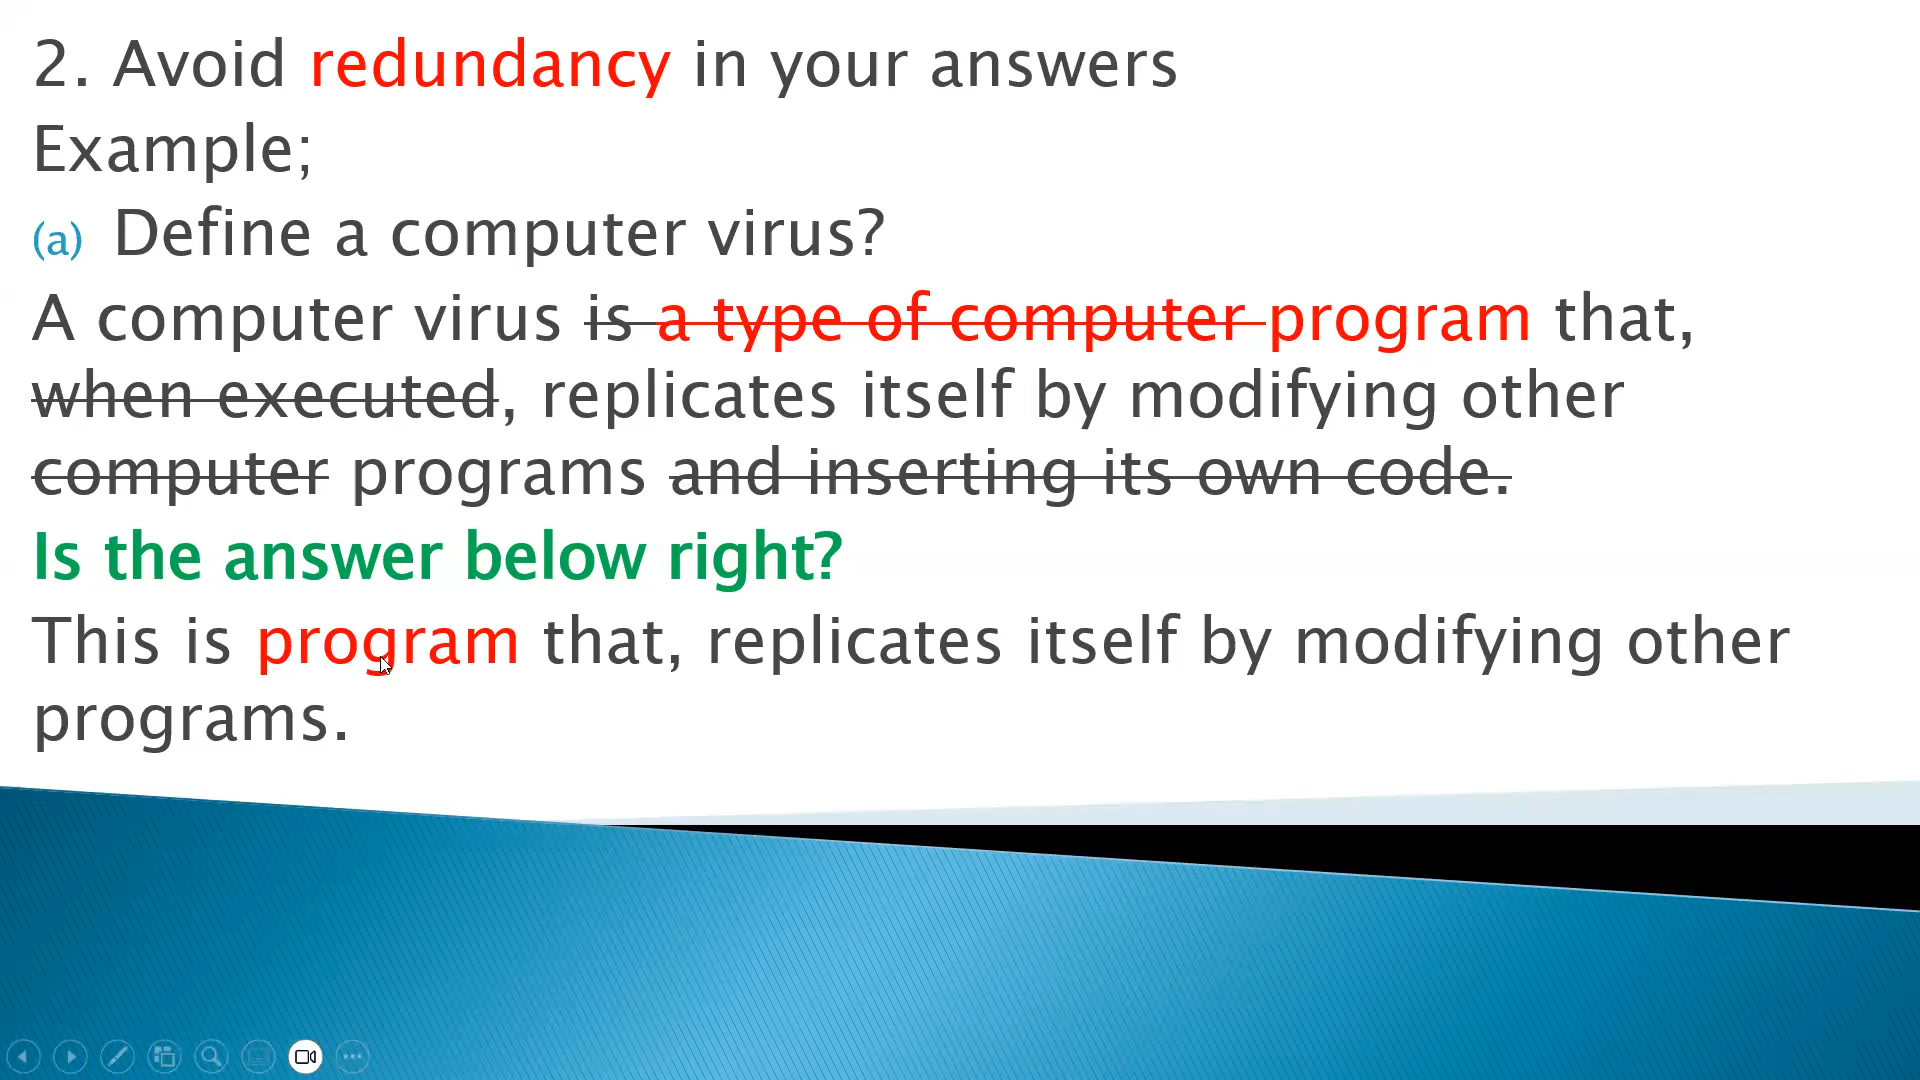 2. Avoid redundancy in your answers
Example;
(a) Define a computer virus?
A computer virus is a type of computer program that,
when executed, replicates itself by modifying other
computer programs and inserting its own code.
Is the answer below right?
This is program that, replicates itself by modifying other
programs.